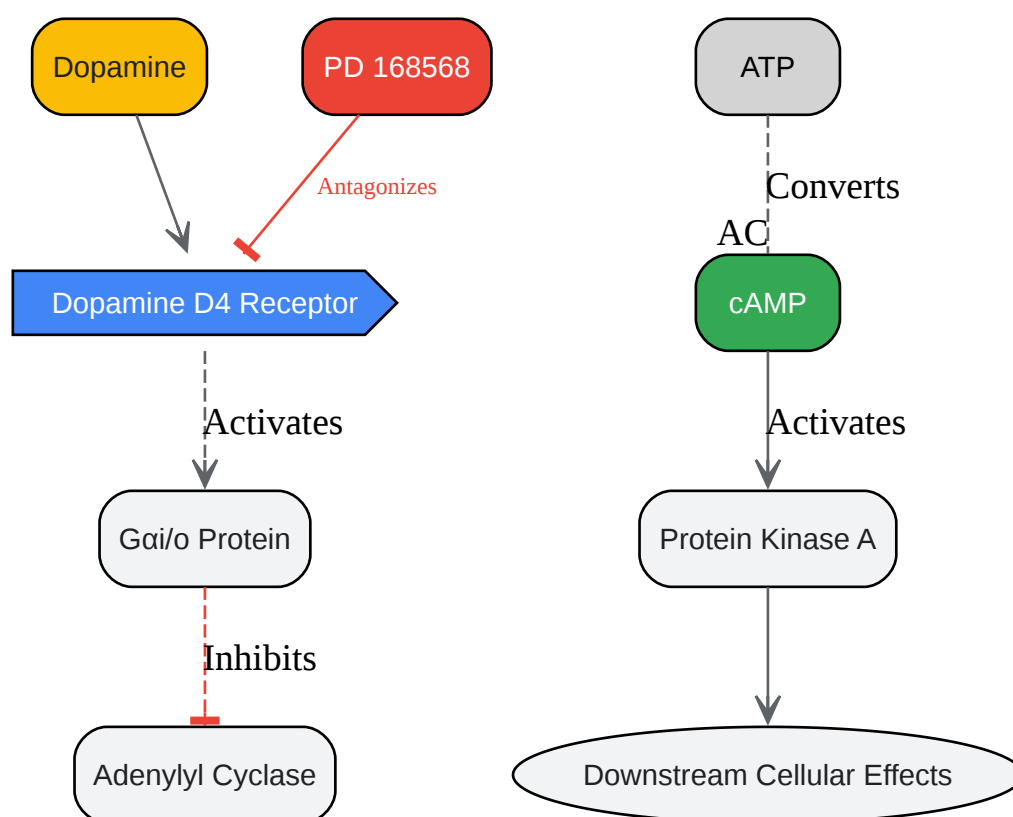 Dopamine
PD 168568
ATP
Antagonizes
Converts
AC
Dopamine D4 Receptor
cAMP
Activates
Activates
Gαi/o Protein
Protein Kinase A
Inhibits
Adenylyl Cyclase
Downstream Cellular Effects